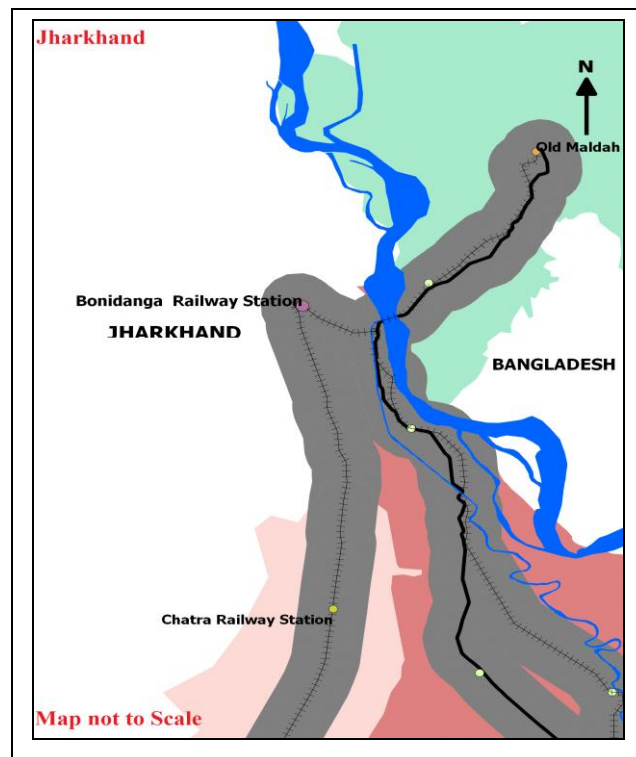 Jharkhand
N
Old Maldah
Bonidanga Railway Station
JHARKHAND
BANGLADESH
Chatra Railway Station
Map not to Scale